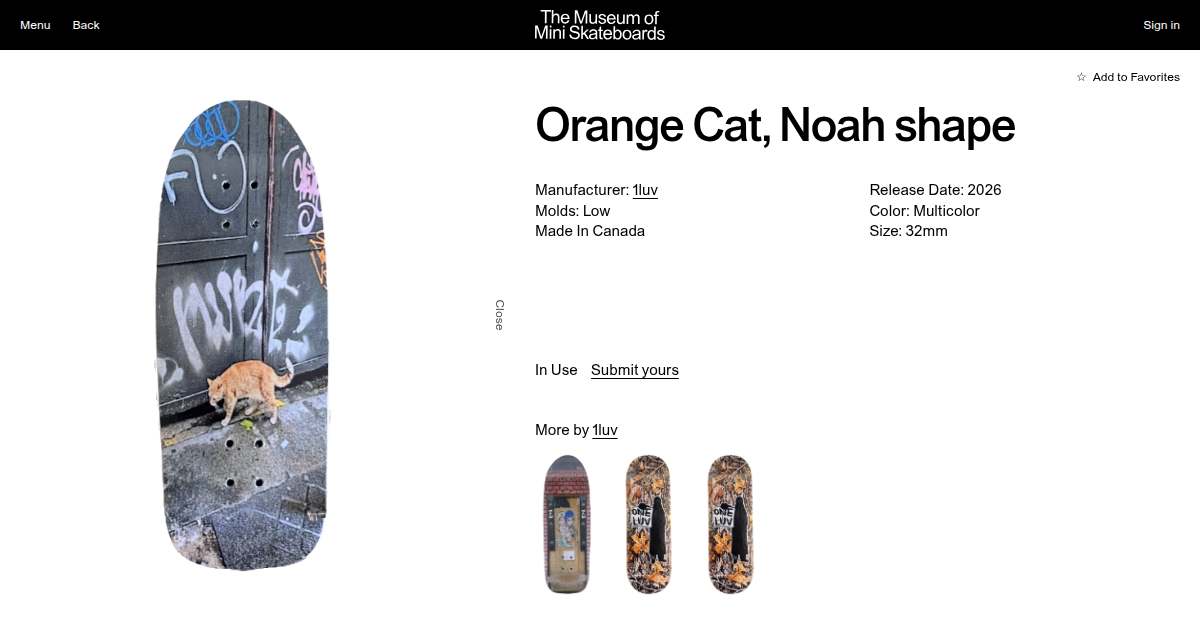 Menu
Back
The Museum of
Mini Skateboards
Sign in
☆ Add to Favorites
Orange Cat, Noah shape
Manufacturer: 1luv
Molds: Low
Made In Canada
Release Date: 2026
Color: Multicolor
Size: 32mm
Close
In Use
Submit yours
More by 1luv
ONE
LUV
ONE
LUV